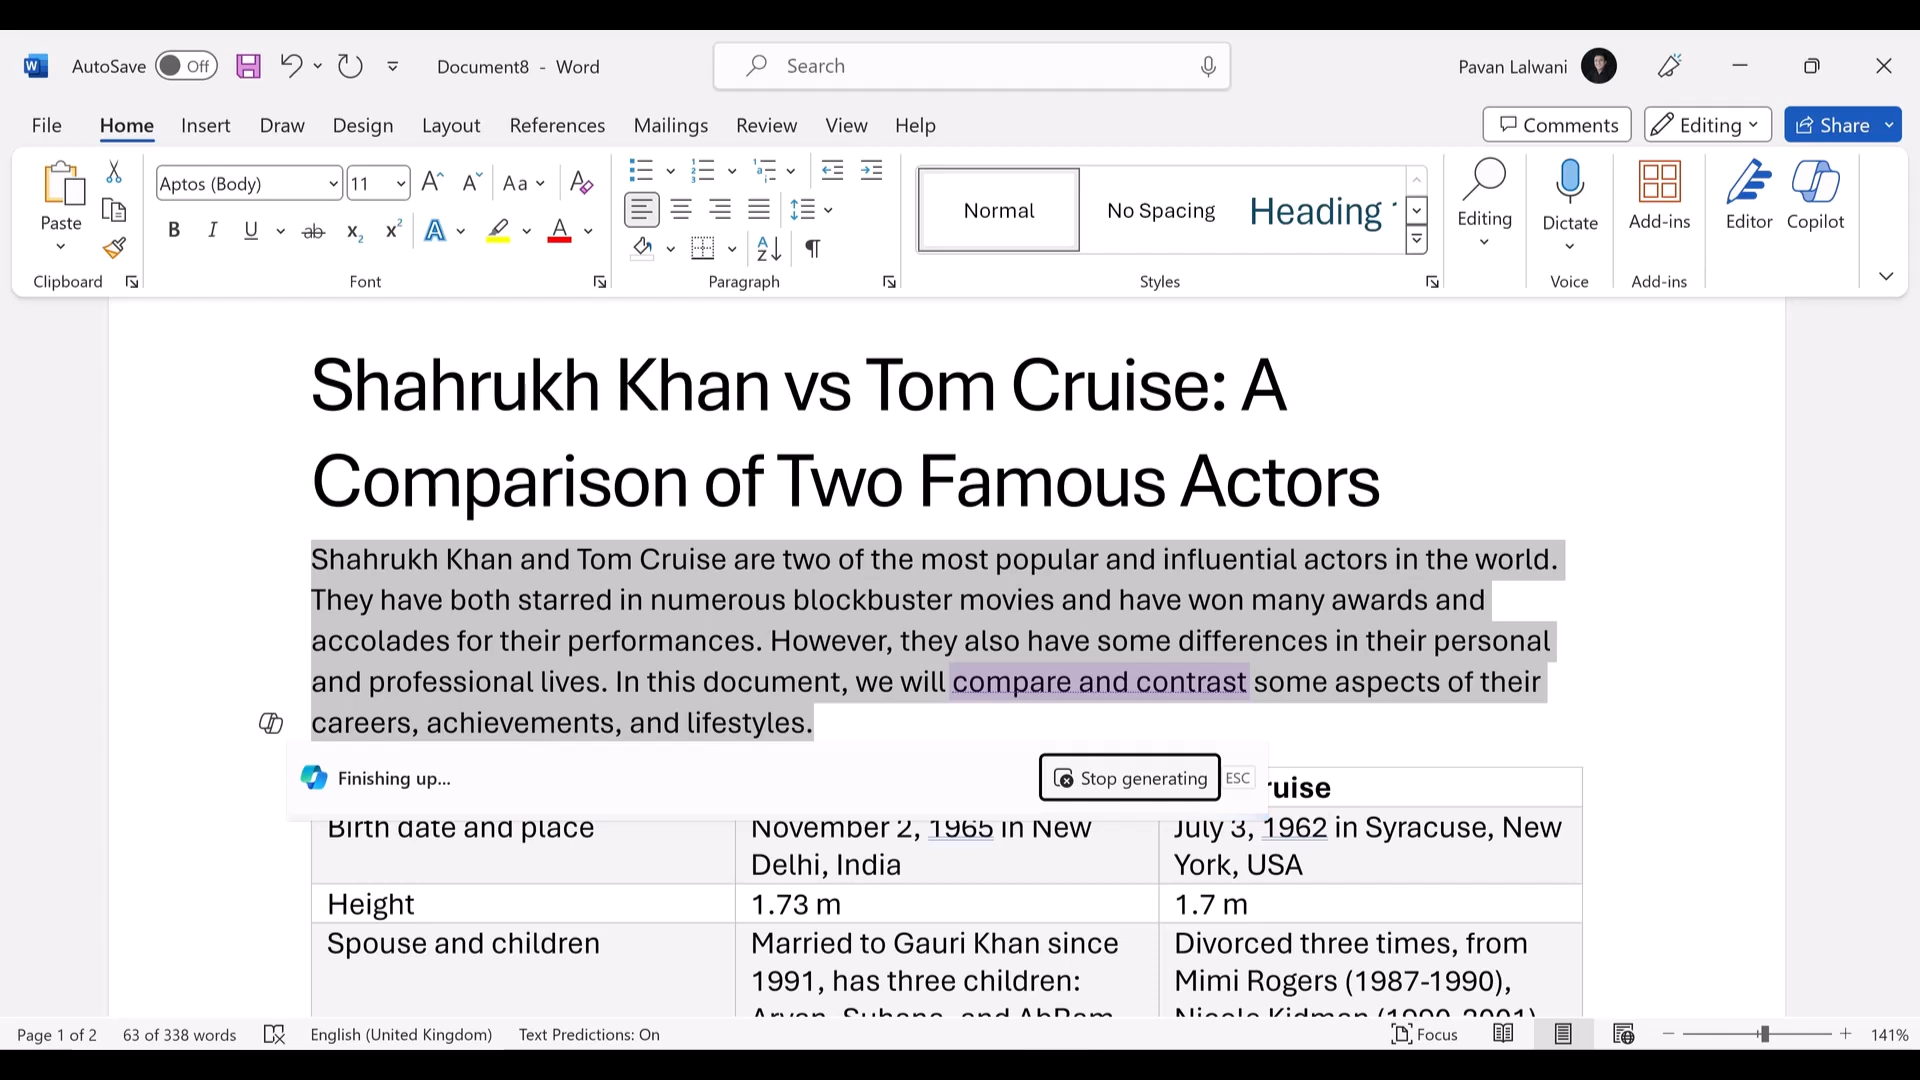 AutoSave Off Document8 - Word Search Pavan Lalwani
File Home Insert Draw Design Layout References Mailings Review View Help Comments Editing Share
Paste
Clipboard
Aptos (Body) 11
Font
Paragraph
Normal No Spacing Heading
Styles
Editing
Dictate
Voice
Add-ins
Add-ins
Editor
Copilot
Shahrukh Khan vs Tom Cruise: A
Comparison of Two Famous Actors
Shahrukh Khan and Tom Cruise are two of the most popular and influential actors in the world.
They have both starred in numerous blockbuster movies and have won many awards and
accolades for their performances. However, they also have some differences in their personal
and professional lives. In this document, we will compare and contrast some aspects of their
careers, achievements, and lifestyles.
Finishing up... Stop generating ESC
ruise
Birth date and place November 2, 1965 in New July 3, 1962 in Syracuse, New
Delhi, India York, USA
Height 1.73 m 1.7 m
Spouse and children Married to Gauri Khan since Divorced three times, from
1991, has three children: Mimi Rogers (1987-1990),
Aryan, Suhana, and AbRam Nicole Kidman (1990-2001)
Page 1 of 2 63 of 338 words English (United Kingdom) Text Predictions: On Focus 141%